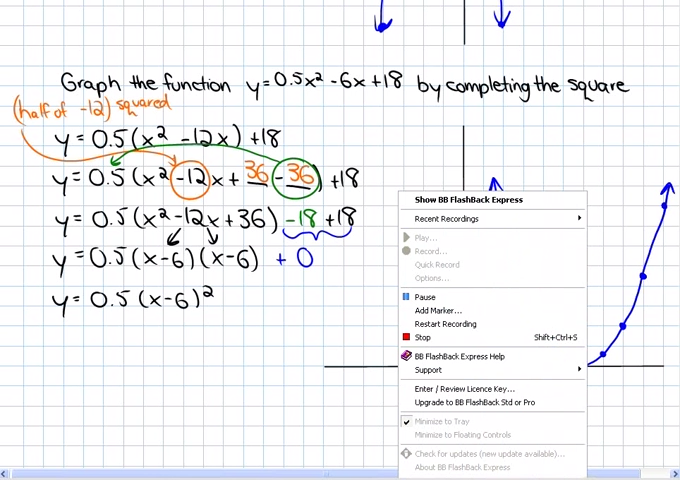 Graph the function y=0.5x² -6x+18 by completing the square
(half of -12) squared
y=0.5(x² -12x)+18
y=0.5(x² -12x+36 -36)+18
y=0.5(x²-12x+36) -18 +18
y=0.5(x-6)(x-6) + 0
y=0.5(x-6)²
Show BB FlashBack Express
Recent Recordings
Play...
Record...
Quick Record
Options...
Pause
Add Marker...
Restart Recording
Stop Shift+Ctrl+S
BB FlashBack Express Help
Support
Enter / Review Licence Key...
Upgrade to BB FlashBack Std or Pro
Minimize to Tray
Minimize to Floating Controls
Check for updates (new update available)...
About BB FlashBack Express